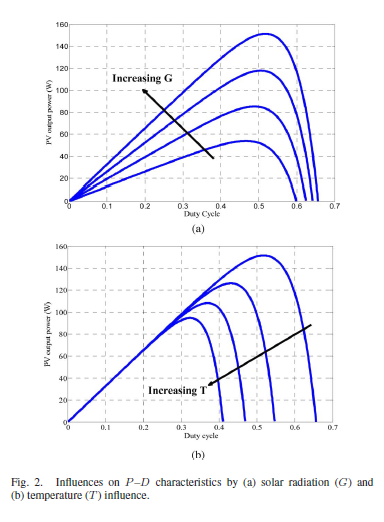 160
140
120
100
80
60
40
20
0
PV output power (W)
Increasing G
0 0.1 0.2 0.3 0.4 0.5 0.6 0.7
Duty Cycle
(a)
160
140
120
100
80
60
40
20
0
PV output power (W)
Increasing T
0 0.1 0.2 0.3 0.4 0.5 0.6 0.7
Duty cycle
(b)
Fig. 2. Influences on P–D characteristics by (a) solar radiation (G) and
(b) temperature (T) influence.